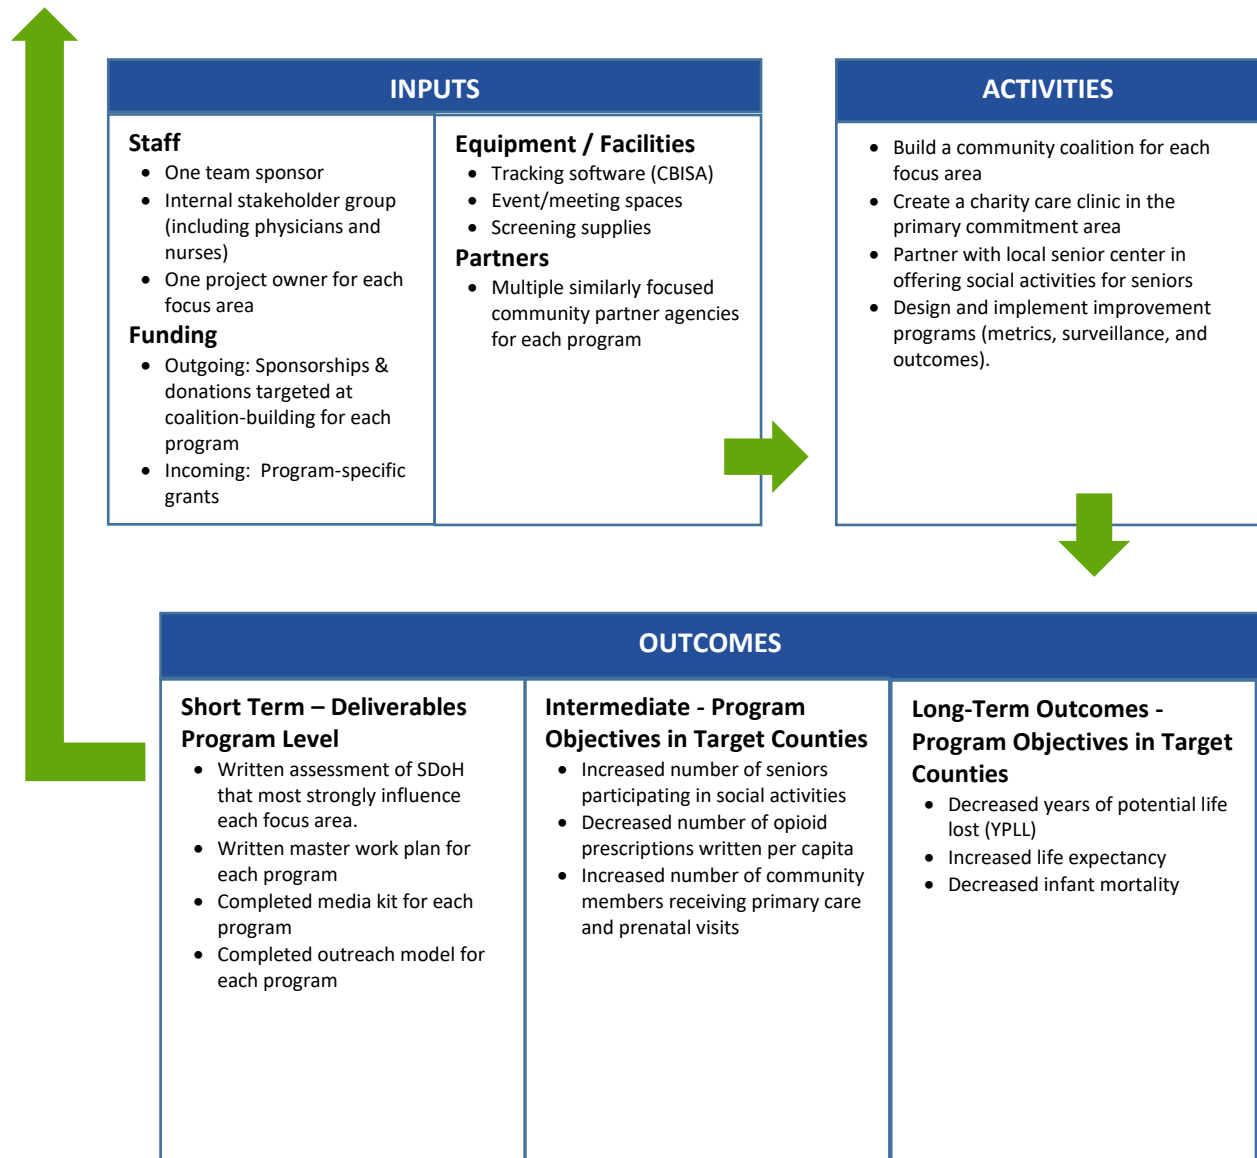 INPUTS
Staff
• One team sponsor
• Internal stakeholder group
(including physicians and
nurses)
• One project owner for each
focus area
Funding
• Outgoing: Sponsorships &
donations targeted at
coalition-building for each
program
• Incoming:  Program-specific
grants
Equipment / Facilities
• Tracking software (CBISA)
• Event/meeting spaces
• Screening supplies
Partners
• Multiple similarly focused
community partner agencies
for each program
ACTIVITIES
• Build a community coalition for each
focus area
• Create a charity care clinic in the
primary commitment area
• Partner with local senior center in
offering social activities for seniors
• Design and implement improvement
programs (metrics, surveillance, and
outcomes).
OUTCOMES
Short Term – Deliverables
Program Level
• Written assessment of SDoH
that most strongly influence
each focus area.
• Written master work plan for
each program
• Completed media kit for each
program
• Completed outreach model for
each program
Intermediate - Program
Objectives in Target Counties
• Increased number of seniors
participating in social activities
• Decreased number of opioid
prescriptions written per capita
• Increased number of community
members receiving primary care
and prenatal visits
Long-Term Outcomes -
Program Objectives in Target
Counties
• Decreased years of potential life
lost (YPLL)
• Increased life expectancy
• Decreased infant mortality